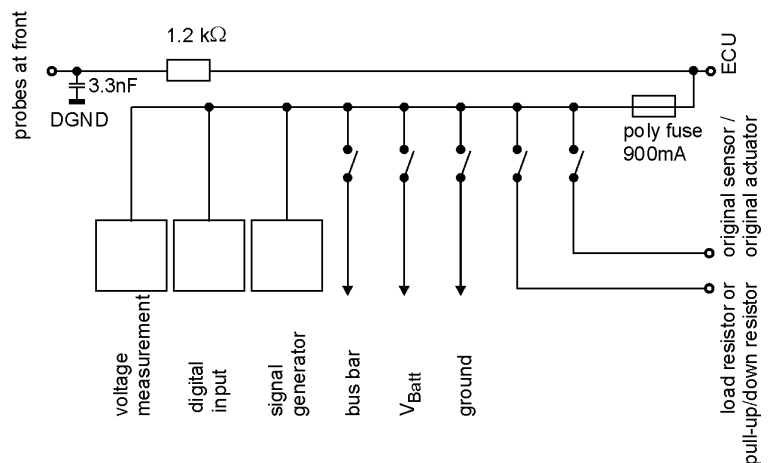 1.2 kΩ
probes at front
3.3nF
DGND
ECU
poly fuse
900mA
original sensor /
original actuator
load resistor or
pull-up/down resistor
voltage
measurement
digital
input
signal
generator
bus bar
VBatt
ground